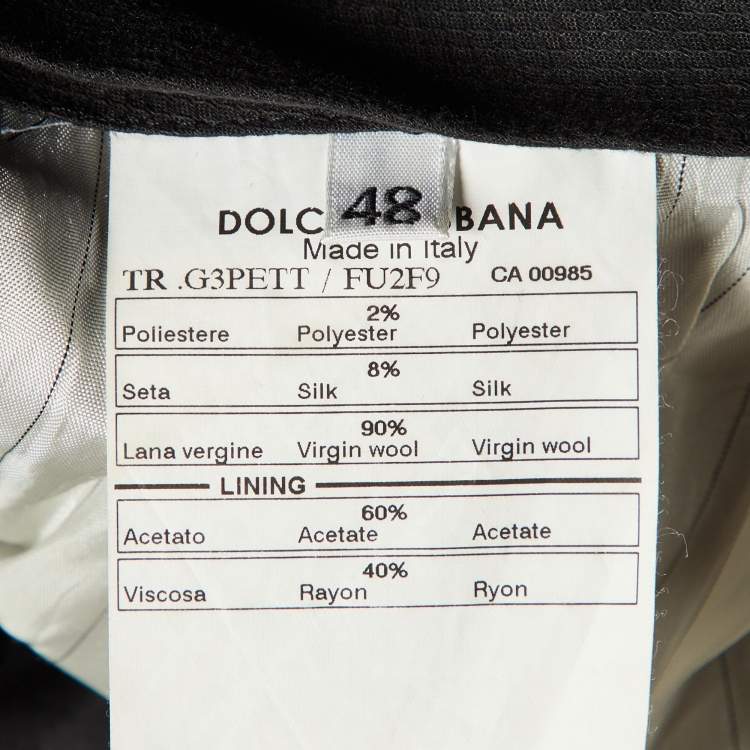 48
DOLC BBANA
Made in Italy
TR .G3PETT / FU2F9 CA 00985
2%
Poliestere Polyester Polyester
8%
Seta Silk Silk
90%
Lana vergine Virgin wool Virgin wool
LINING
60%
Acetato Acetate Acetate
40%
Viscosa Rayon Ryon